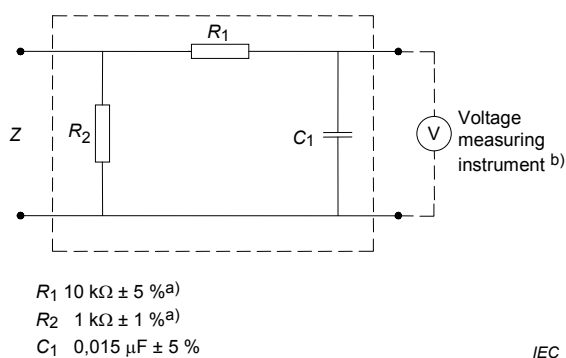 R1
Z
R2
C1
V
Voltage
measuring
instrument b)
R1 10 kΩ ± 5 %a)
R2 1 kΩ ± 1 %a)
C1 0,015 µF ± 5 %
IEC